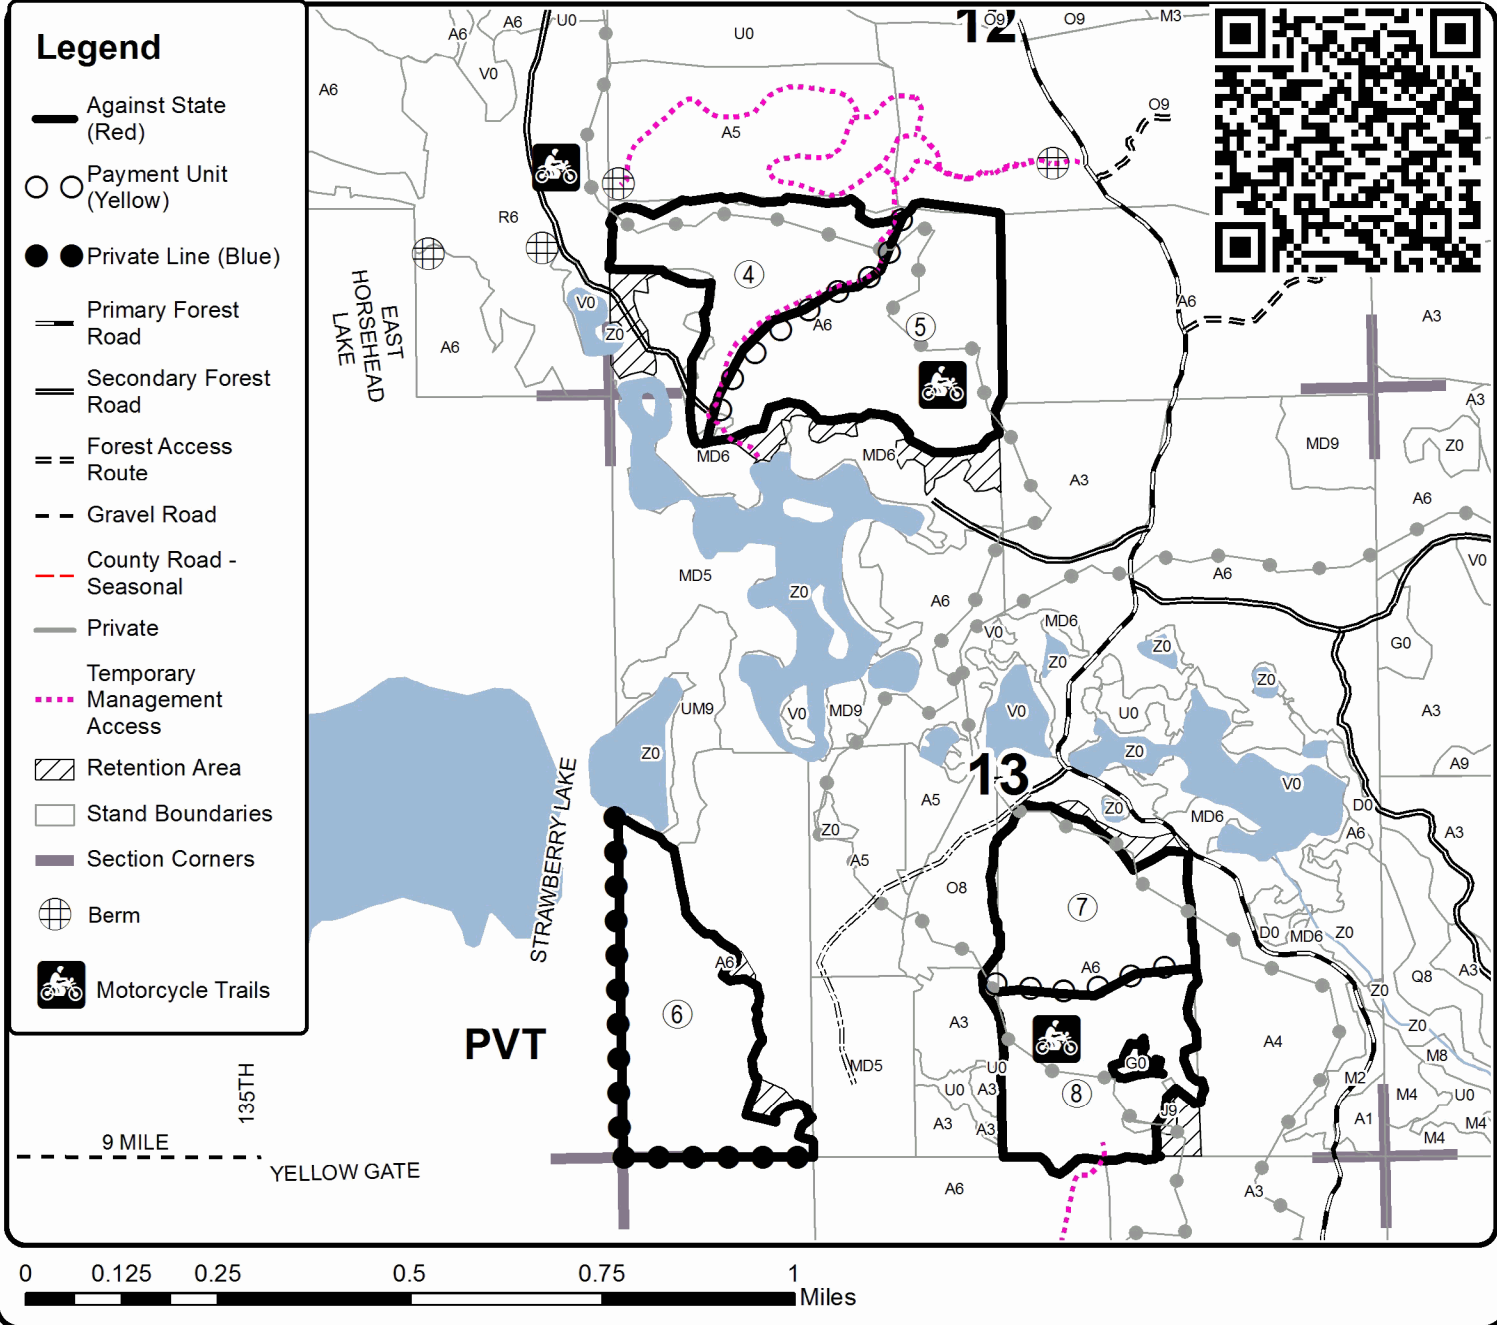 Legend
Against State
(Red)
Payment Unit
(Yellow)
Private Line (Blue)
Primary Forest
Road
Secondary Forest
Road
Forest Access
Route
Gravel Road
County Road -
Seasonal
Private
Temporary
Management
Access
Retention Area
Stand Boundaries
Section Corners
Berm
Motorcycle Trails
A6
U0
U0
12
O9
O9
M3
A6
V0
A6
A5
O9
R6
4
V0
Z0
A6
5
A6
A3
EAST
HORSEHEAD
LAKE
A6
A3
MD9
Z0
MD6
MD6
A3
A6
MD5
Z0
A6
A6
V0
V0
MD6
Z0
Z0
G0
Z0
UM9
V0
MD9
V0
U0
A3
Z0
Z0
A9
13
V0
STRAWBERRY LAKE
A5
Z0
MD6
D0
A6
A3
Z0
A5
O8
7
D0
MD6
Z0
A6
A6
A3
Q8
Z0
6
PVT
A3
Z0
A4
M8
MD5
U0
G0
135TH
U0
A3
8
M2
M4
U0
J9
A3
A3
A1
M4
M4
9 MILE
YELLOW GATE
A6
A3
0
0.125
0.25
0.5
0.75
1
Miles